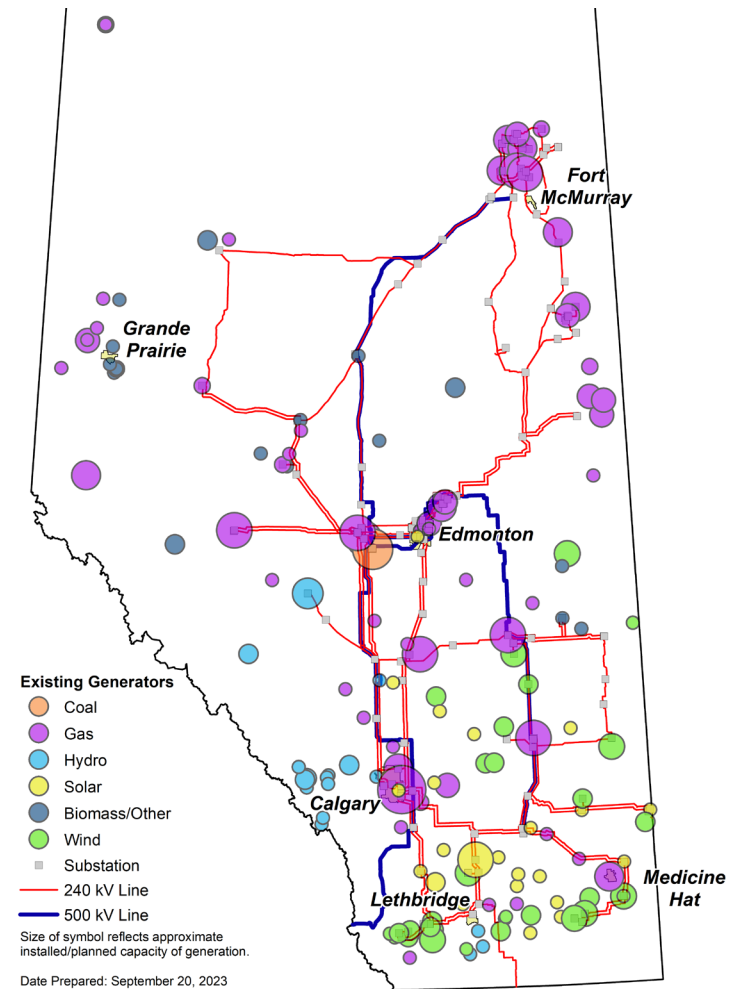 Fort
McMurray
Grande
Prairie
Edmonton
Existing Generators
Coal
Gas
Hydro
Solar
Biomass/Other
Wind
Substation
240 kV Line
500 kV Line
Calgary
Lethbridge
Medicine
Hat
Size of symbol reflects approximate
installed/planned capacity of generation.
Date Prepared: September 20, 2023